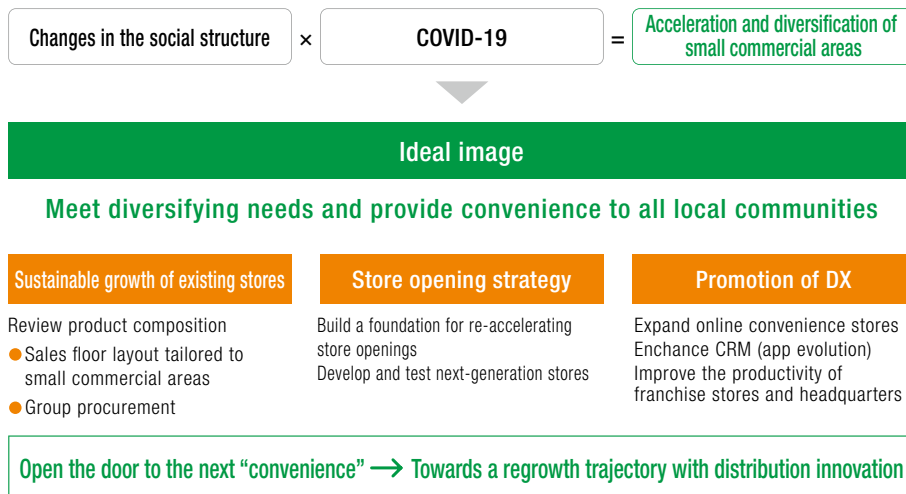 Changes in the social structure × COVID-19 = Acceleration and diversification of
small commercial areas
Ideal image
Meet diversifying needs and provide convenience to all local communities
Sustainable growth of existing stores
Review product composition
● Sales floor layout tailored to
small commercial areas
● Group procurement
Store opening strategy
Build a foundation for re-accelerating
store openings
Develop and test next-generation stores
Promotion of DX
Expand online convenience stores
Enchance CRM (app evolution)
Improve the productivity of
franchise stores and headquarters
Open the door to the next “convenience” → Towards a regrowth trajectory with distribution innovation